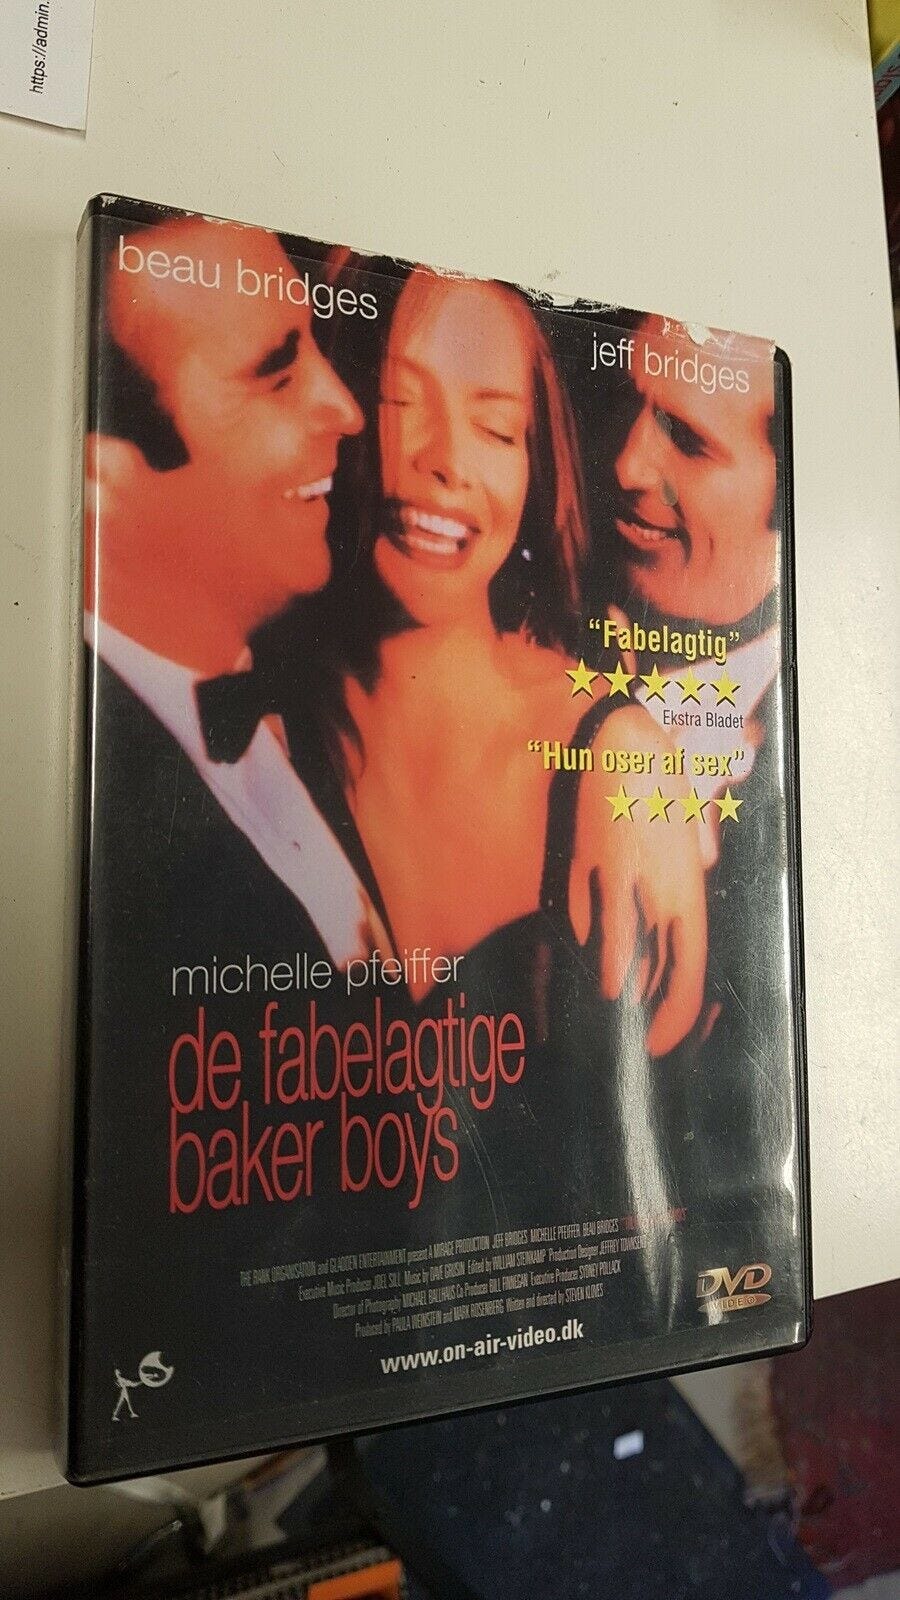 https://admin.
beau bridges
jeff bridges
“Fabelagtig”
Ekstra Bladet
“Hun oser af sex”
michelle pfeiffer
de fabelagtige
baker boys
THE RANK ORGANISATION and GLADDEN ENTERTAINMENT present A MIRAGE PRODUCTION JEFF BRIDGES MICHELLE PFEIFFER BEAU BRIDGES
Executive Music Producer JOEL SILL Music by DAVE GRUSIN Edited by WILLIAM STEINKAMP Production Designer JEFFREY TOWNSEND
Director of Photography MICHAEL BALLHAUS Co Producer BILL FINNEGAN Executive Producer SYDNEY POLLACK
Produced by PAULA WEINSTEIN and MARK ROSENBERG Written and directed by STEVEN KLOVES
DVD
VIDEO
www.on-air-video.dk